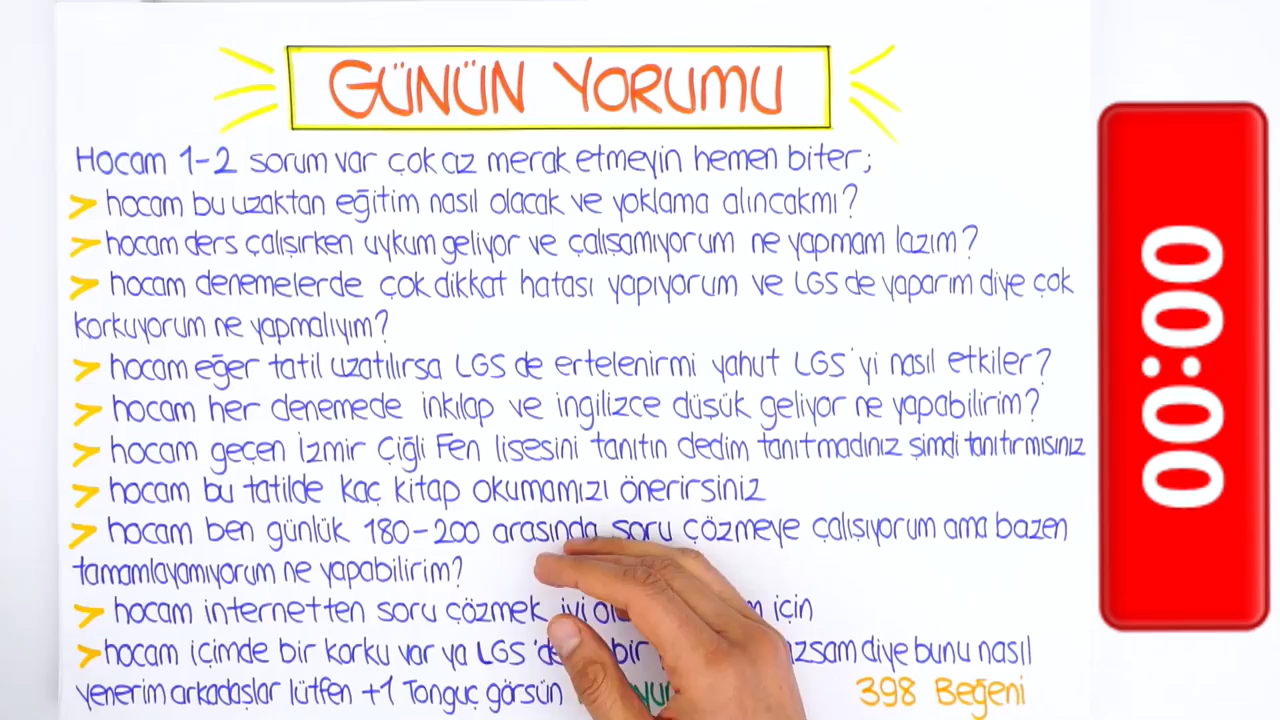 GÜNÜN YORUMU
Hocam 1-2 sorum var çok az merak etmeyin hemen biter;
> hocam bu uzaktan eğitim nasıl olacak ve yoklama alıncakmı?
> hocam ders çalışırken uykum geliyor ve çalışamıyorum ne yapmam lazım?
> hocam denemelerde çok dikkat hatası yapıyorum ve LGS de yaparım diye çok
korkuyorum ne yapmalıyım?
> hocam eğer tatil uzatılırsa LGS de ertelenirmi yahut LGS'yi nasıl etkiler?
> hocam her denemede inkılap ve ingilizce düşük geliyor ne yapabilirim?
> hocam geçen İzmir Çiğli Fen lisesini tanıtın dedim tanıtmadınız şimdi tanıtırmısınız
> hocam bu tatilde kaç kitap okumamızı önerirsiniz
> hocam ben günlük 180-200 arasında soru çözmeye çalışıyorum ama bazen
tamamlayamıyorum ne yapabilirim?
> hocam internetten soru çözmek iyi için
> hocam içimde bir korku var ya LGS'de bir diye bunu nasıl
yenerim arkadaşlar lütfen +1 Tonguç görsün 398 Beğeni
00:00